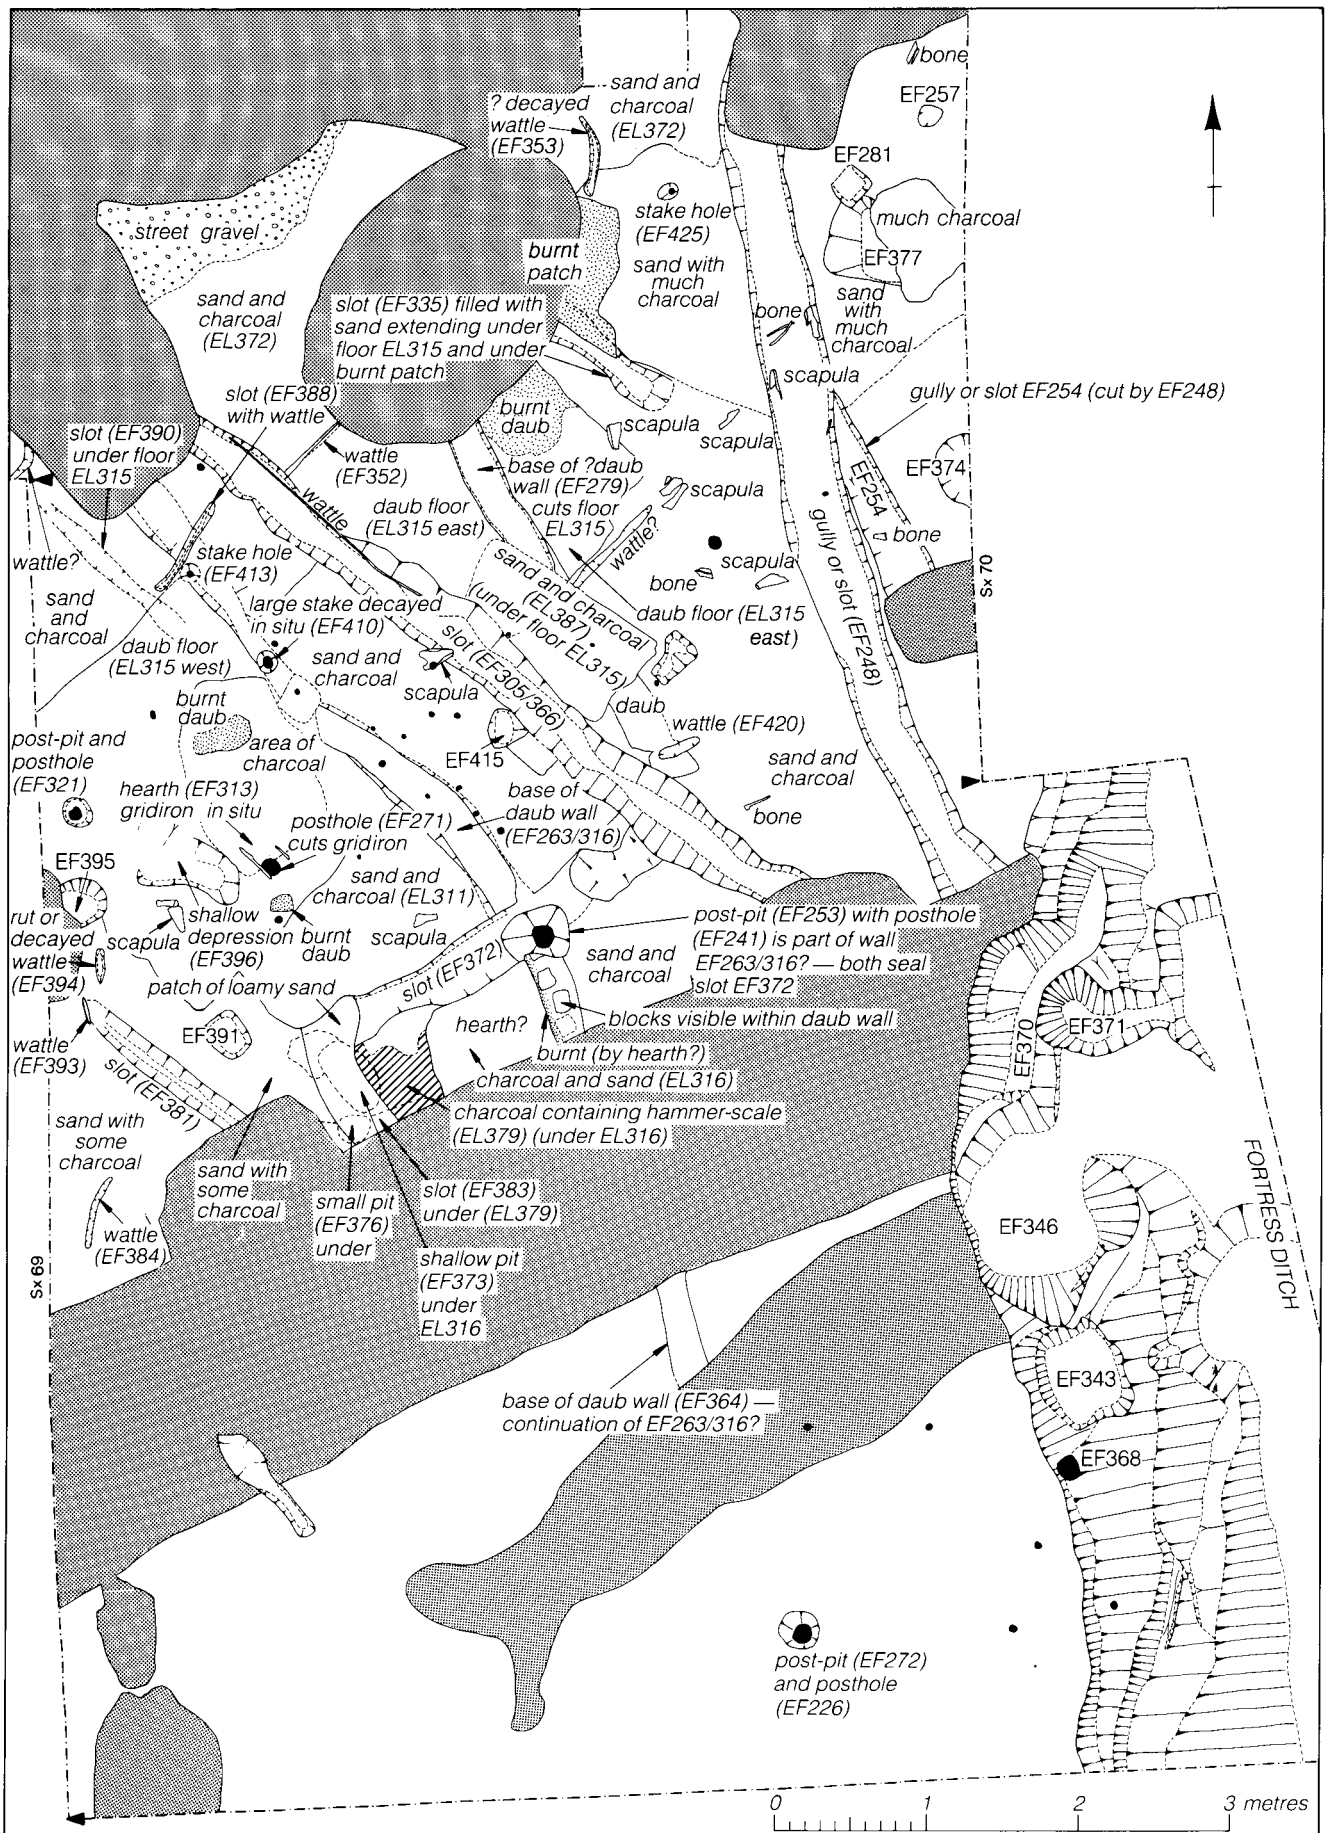 bone
sand and
charcoal
(EL372)
? decayed
wattle
(EF353)
EF257
EF281
stake hole
(EF425)
much charcoal
street gravel
burnt
patch
sand with
much
charcoal
EF377
sand and
charcoal
(EL372)
slot (EF335) filled with
sand extending under
floor EL315 and under
burnt patch
bone
sand
with
much
charcoal
slot (EF388)
with wattle
scapula
gully or slot EF254 (cut by EF248)
burnt
daub
scapula
scapula
slot (EF390)
under floor
EL315
wattle
(EF352)
base of ?daub
wall (EF279)
cuts floor
EL315
scapula
EF374
EF254
wattle
daub floor
(EL315 east)
wattle?
gully or slot (EF248)
bone
wattle?
stake hole
(EF413)
sand and charcoal
(EL387)
(under floor EL315)
bone
scapula
Sx 70
sand
and
charcoal
large stake decayed
in situ (EF410)
daub floor (EL315
east)
daub floor
(EL315 west)
sand and
charcoal
slot (EF305/366)
scapula
burnt
daub
daub
wattle (EF420)
post-pit and
posthole
(EF321)
area of
charcoal
EF415
sand and
charcoal
hearth (EF313)
gridiron in situ
base of
daub wall
(EF263/316)
bone
posthole (EF271)
cuts gridiron
EF395
sand and
charcoal (EL311)
rut or
decayed
wattle
(EF394)
scapula
shallow
depression
(EF396)
burnt
daub
scapula
post-pit (EF253) with posthole
(EF241) is part of wall
EF263/316? — both seal
slot EF372
sand and
charcoal
slot (EF372)
patch of loamy sand
blocks visible within daub wall
hearth?
EF391
EF370
EF371
wattle
(EF393)
burnt (by hearth?)
slot (EF381)
charcoal and sand (EL316)
charcoal containing hammer-scale
(EL379) (under EL316)
sand with
some
charcoal
sand with
some
charcoal
small pit
(EF376)
under
slot (EF383)
under (EL379)
FORTRESS DITCH
wattle
(EF384)
EF346
shallow pit
(EF373)
under
EL316
Sx 69
EF343
base of daub wall (EF364) —
continuation of EF263/316?
EF368
post-pit (EF272)
and posthole
(EF226)
0 1 2 3 metres